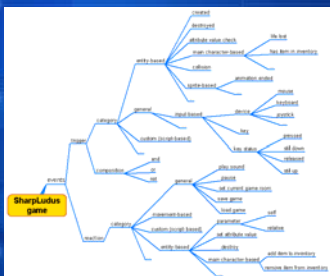 created
destroyed
attribute value check
life lost
main character-based
has item in inventory
entity-based
collision
animation ended
sprite-based
mouse
general
device
keyboard
input-based
joystick
category
key
custom (script-based)
pressed
trigger
key status
still down
released
still up
and
composition
or
not
play sound
general
pause
events
set current game room
SharpLudus
game
save game
load game
movement-based
category
parameter
self
reaction
custom (script-based)
relative
set attribute value
entity-based
destroy
add item to inventory
main character-based
remove item from inventory